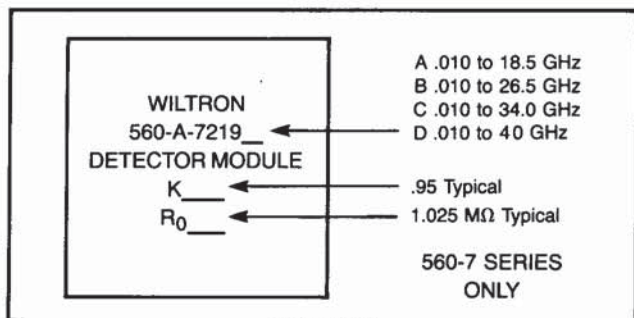 WILTRON
560-A-7219__
DETECTOR MODULE
K___
R₀___
A .010 to 18.5 GHz
B .010 to 26.5 GHz
C .010 to 34.0 GHz
D .010 to 40 GHz
.95 Typical
1.025 MΩ Typical
560-7 SERIES
ONLY